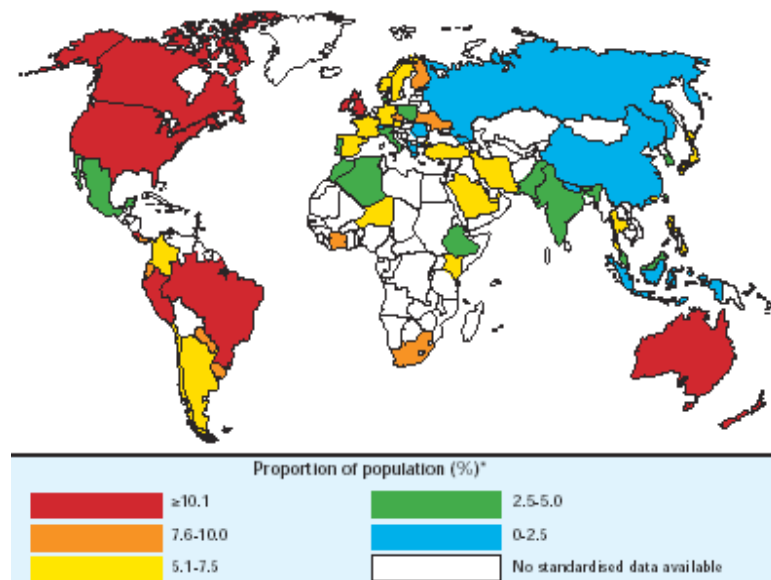 Proportion of population (%)*
≥10.1
2.5-5.0
7.6-10.0
0-2.5
5.1-7.5
No standardised data available